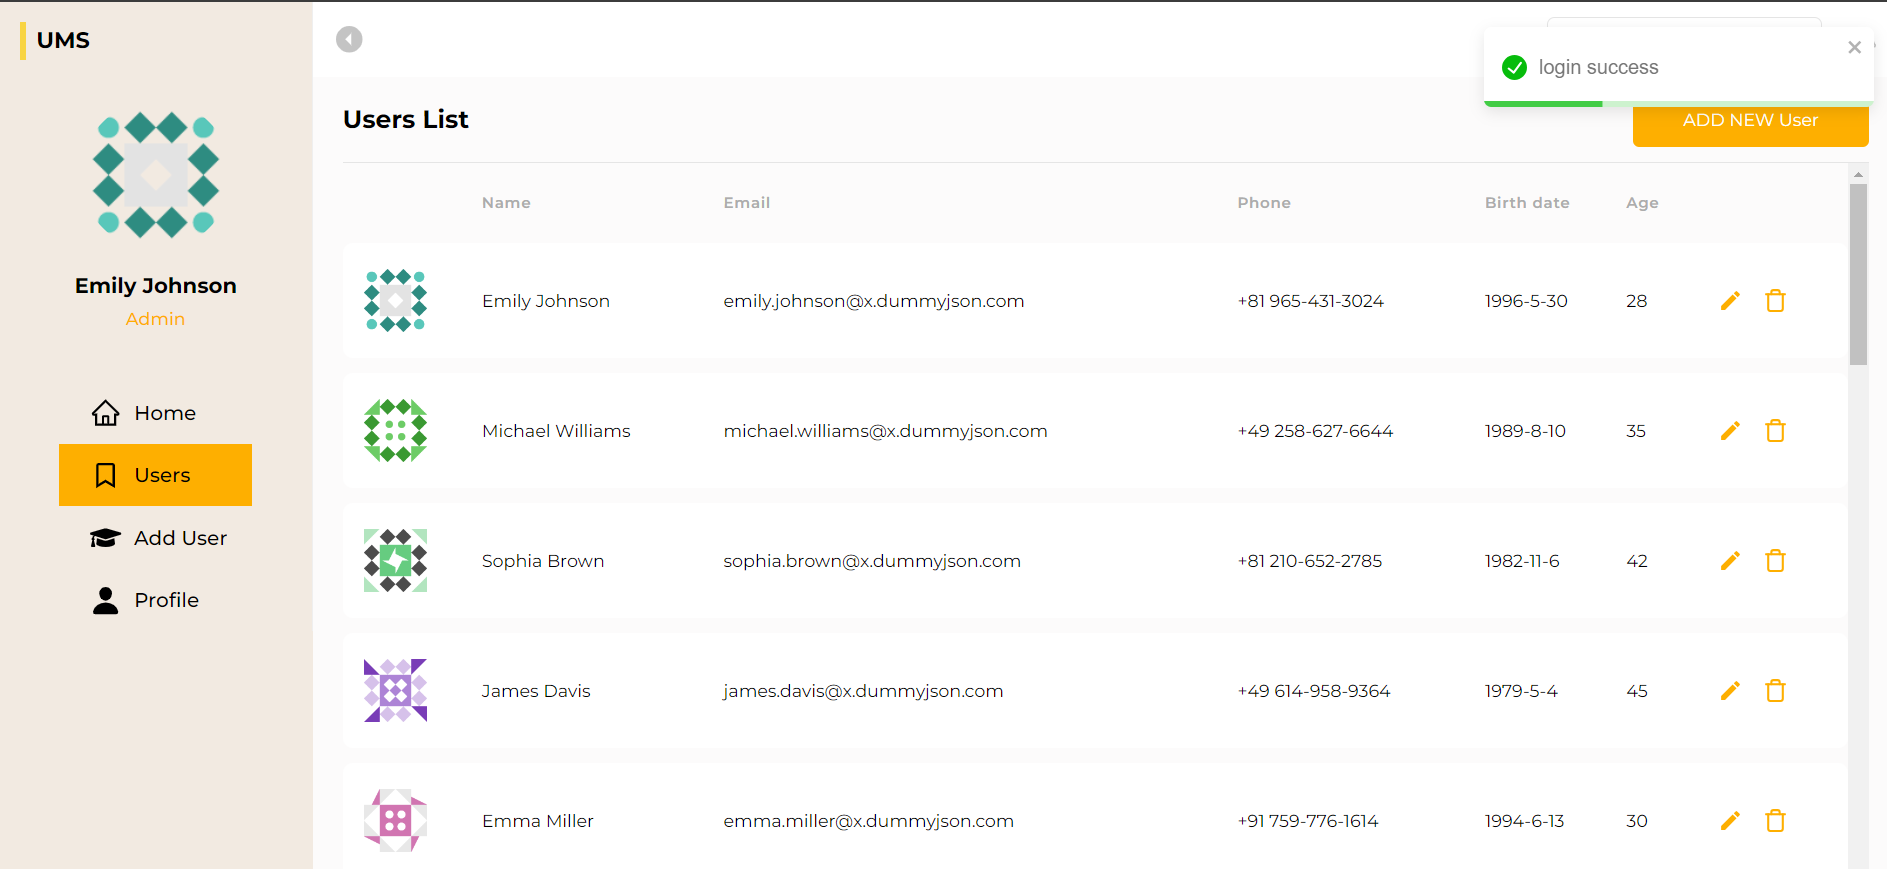 UMS
Emily Johnson
Admin
Home
Users
Add User
Profile
login success
Users List
ADD NEW User
Name Email Phone Birth date Age
Emily Johnson emily.johnson@x.dummyjson.com +81 965-431-3024 1996-5-30 28
Michael Williams michael.williams@x.dummyjson.com +49 258-627-6644 1989-8-10 35
Sophia Brown sophia.brown@x.dummyjson.com +81 210-652-2785 1982-11-6 42
James Davis james.davis@x.dummyjson.com +49 614-958-9364 1979-5-4 45
Emma Miller emma.miller@x.dummyjson.com +91 759-776-1614 1994-6-13 30